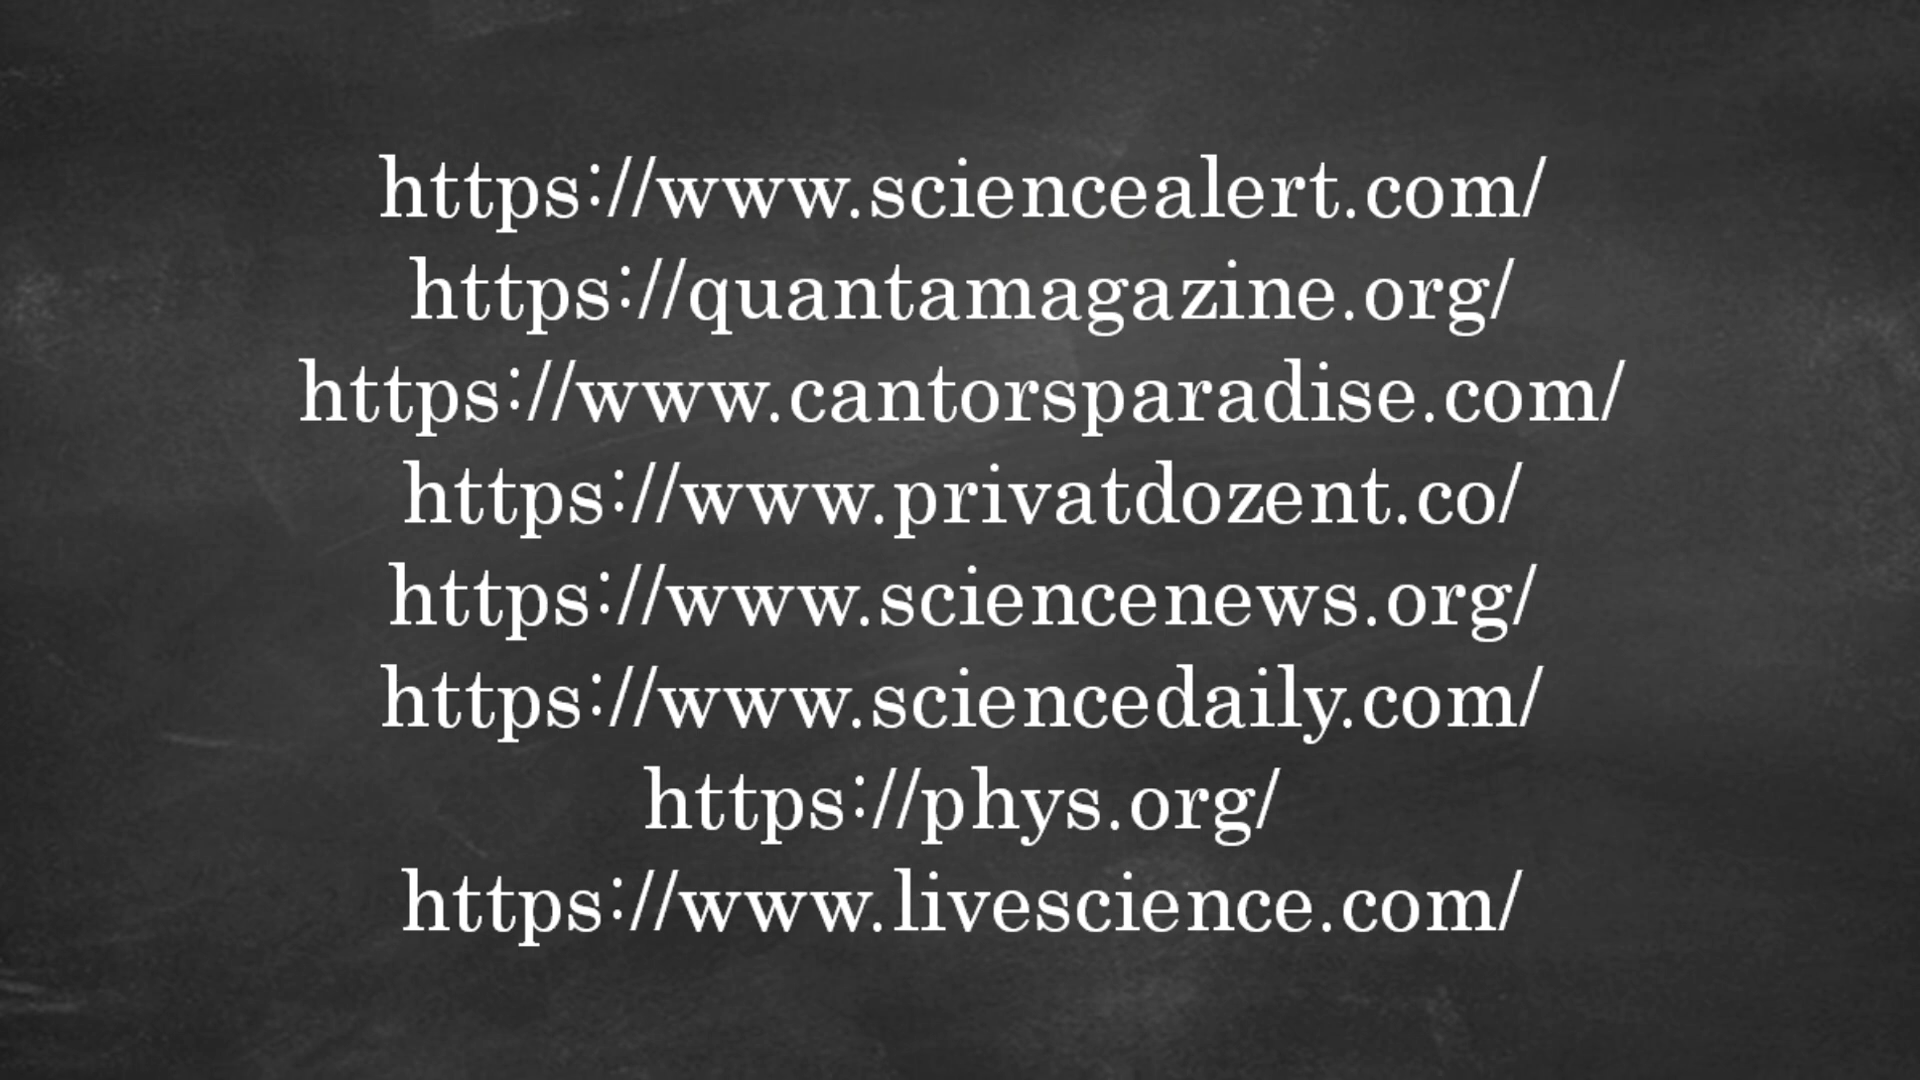 https://www.sciencealert.com/
https://quantamagazine.org/
https://www.cantorsparadise.com/
https://www.privatdozent.co/
https://www.sciencenews.org/
https://www.sciencedaily.com/
https://phys.org/
https://www.livescience.com/